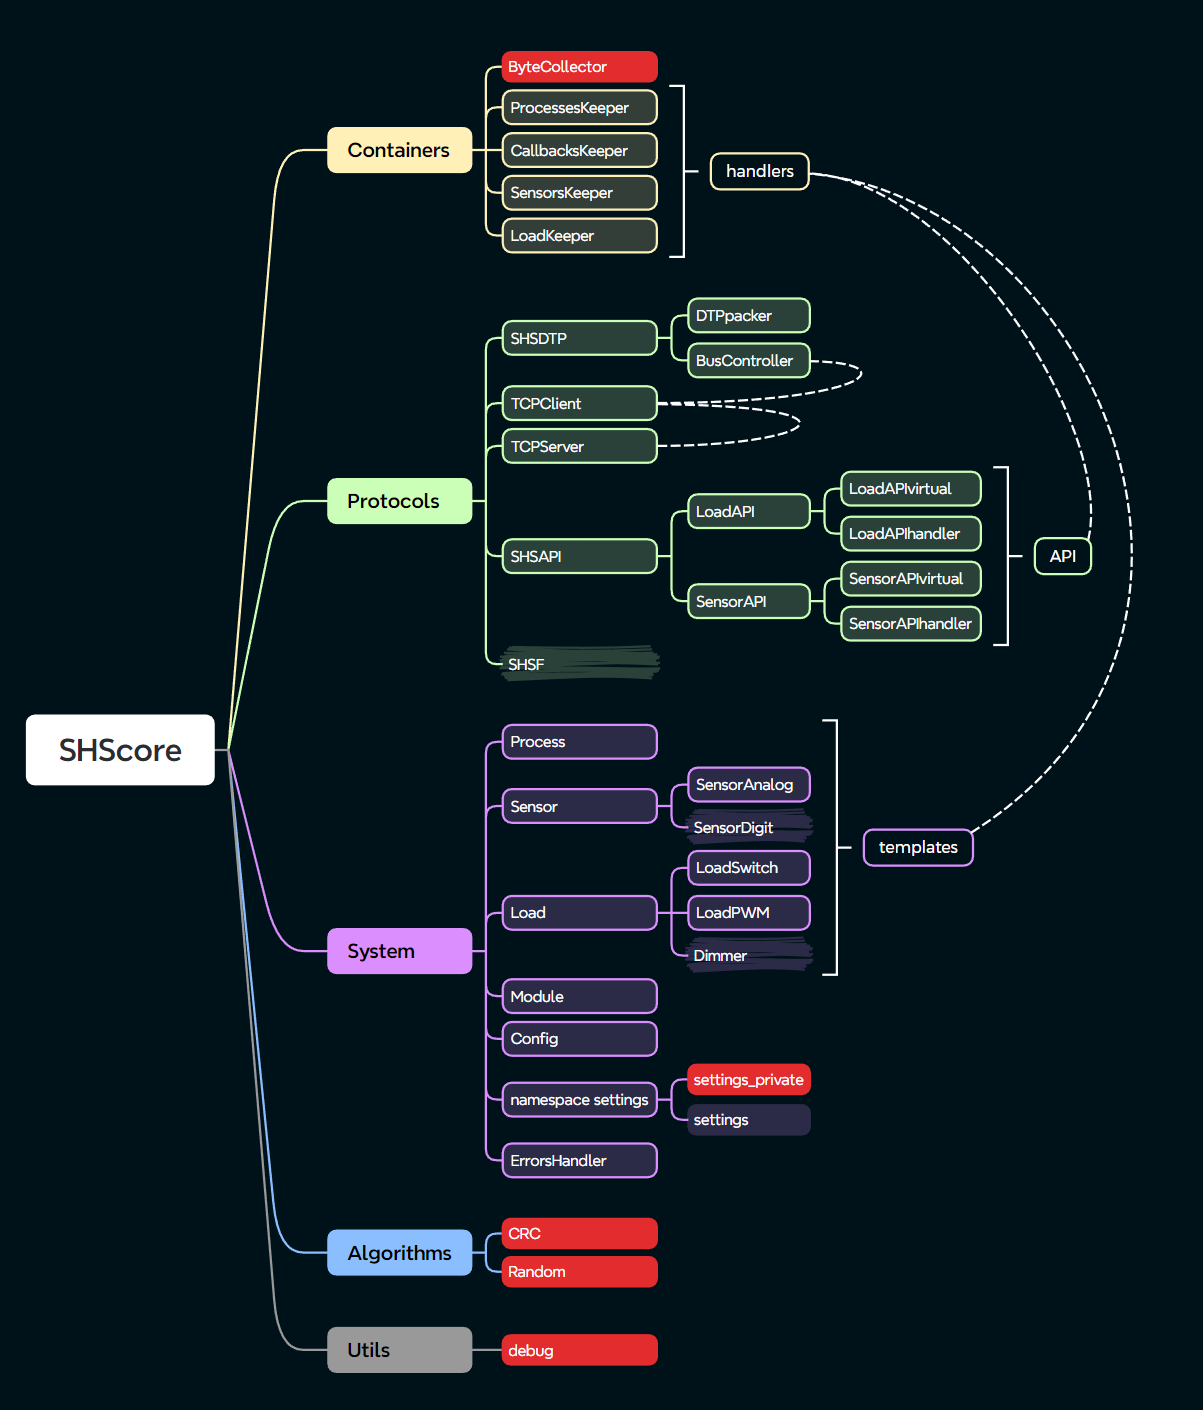 SHScore
Containers
ByteCollector
ProcessesKeeper
CallbacksKeeper
SensorsKeeper
LoadKeeper
handlers
Protocols
SHSDTP
DTPpacker
BusController
TCPClient
TCPServer
SHSAPI
LoadAPI
LoadAPIvirtual
LoadAPIhandler
SensorAPI
SensorAPIvirtual
SensorAPIhandler
API
SHSF
System
Process
Sensor
SensorAnalog
SensorDigit
Load
LoadSwitch
LoadPWM
Dimmer
templates
Module
Config
namespace settings
settings_private
settings
ErrorsHandler
Algorithms
CRC
Random
Utils
debug